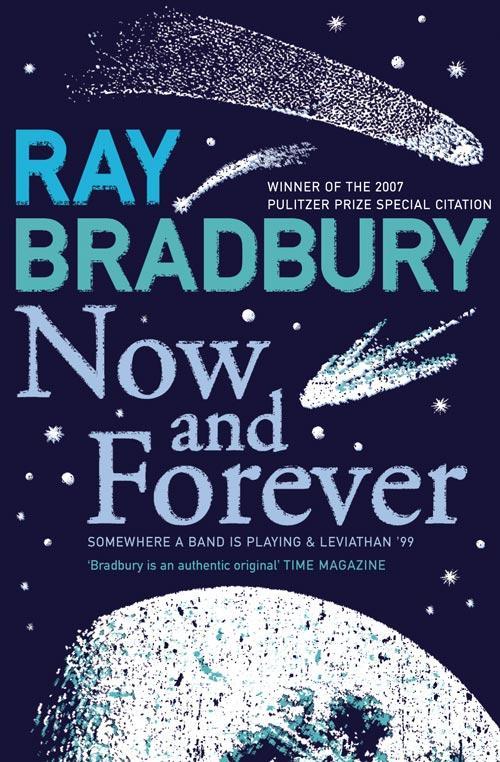 RAY
WINNER OF THE 2007
PULITZER PRIZE SPECIAL CITATION
BRADBURY
Now
and
Forever
SOMEWHERE A BAND IS PLAYING & LEVIATHAN '99
'Bradbury is an authentic original' TIME MAGAZINE